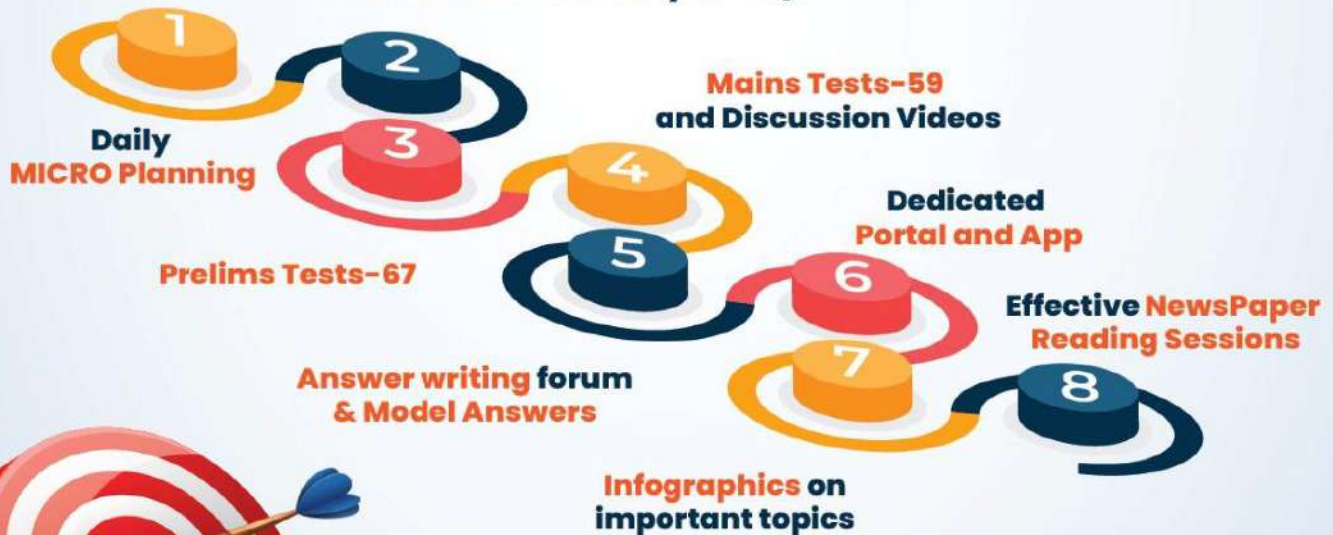 1
2
Mains Tests-59
and Discussion Videos
Daily
MICRO Planning
3
4
Dedicated
Portal and App
Prelims Tests-67
5
6
Effective NewsPaper
Reading Sessions
Answer writing forum
& Model Answers
7
8
Infographics on
important topics